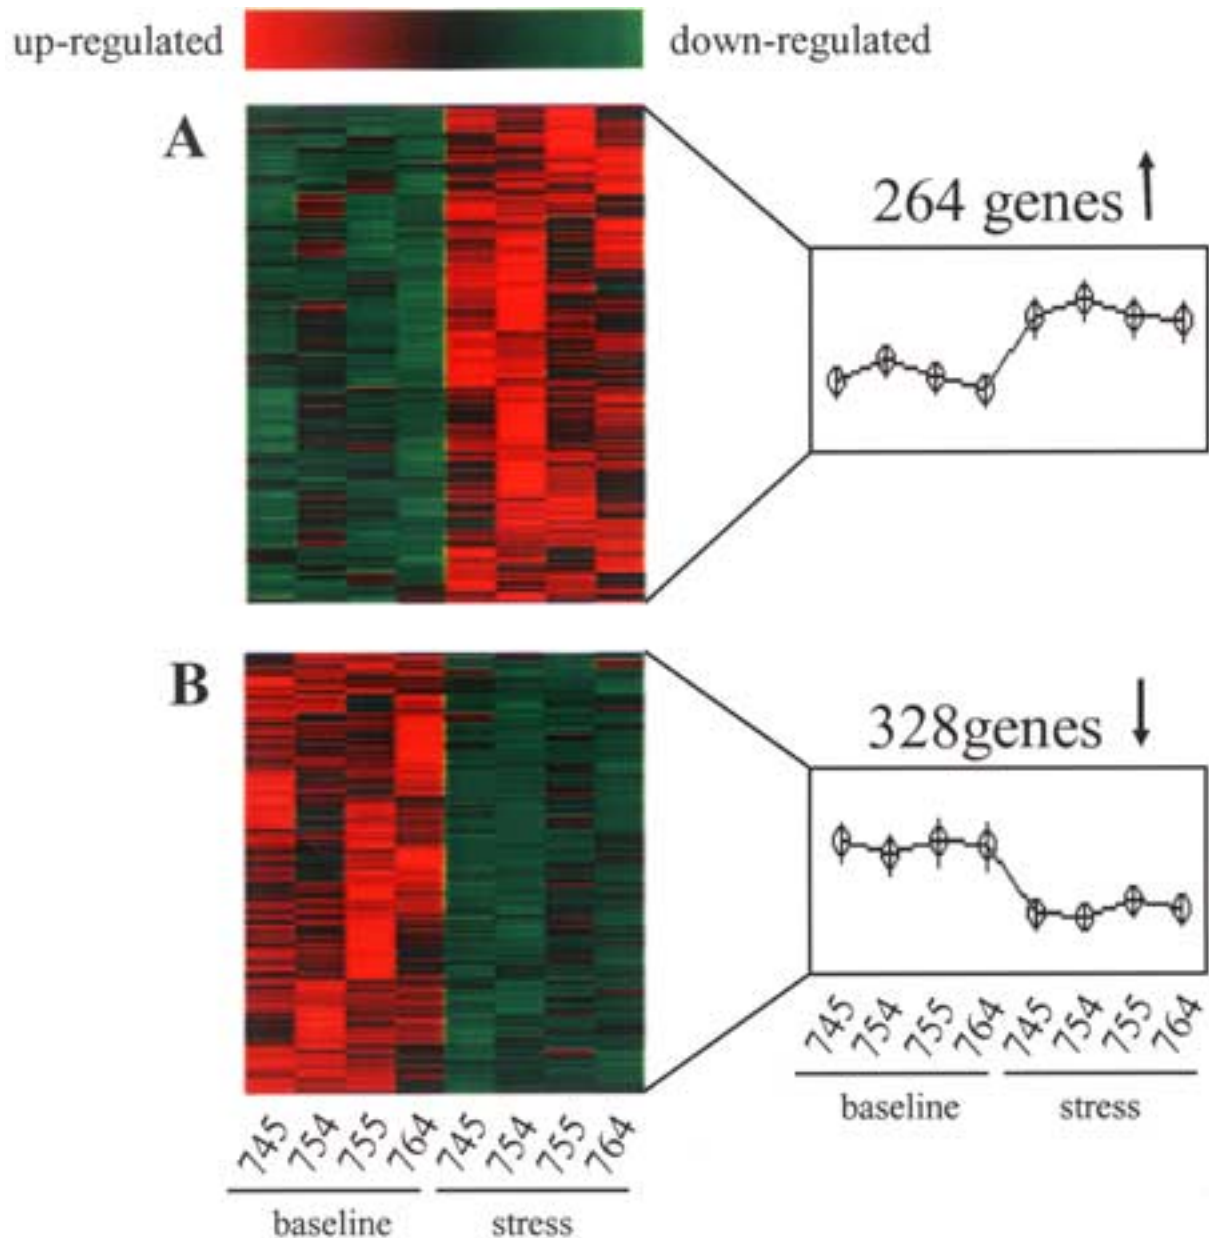 up-regulated down-regulated
A
264 genes ↑
B
328genes ↓
745 754 755 764 745 754 755 764
baseline stress
745 754 755 764 745 754 755 764
baseline stress